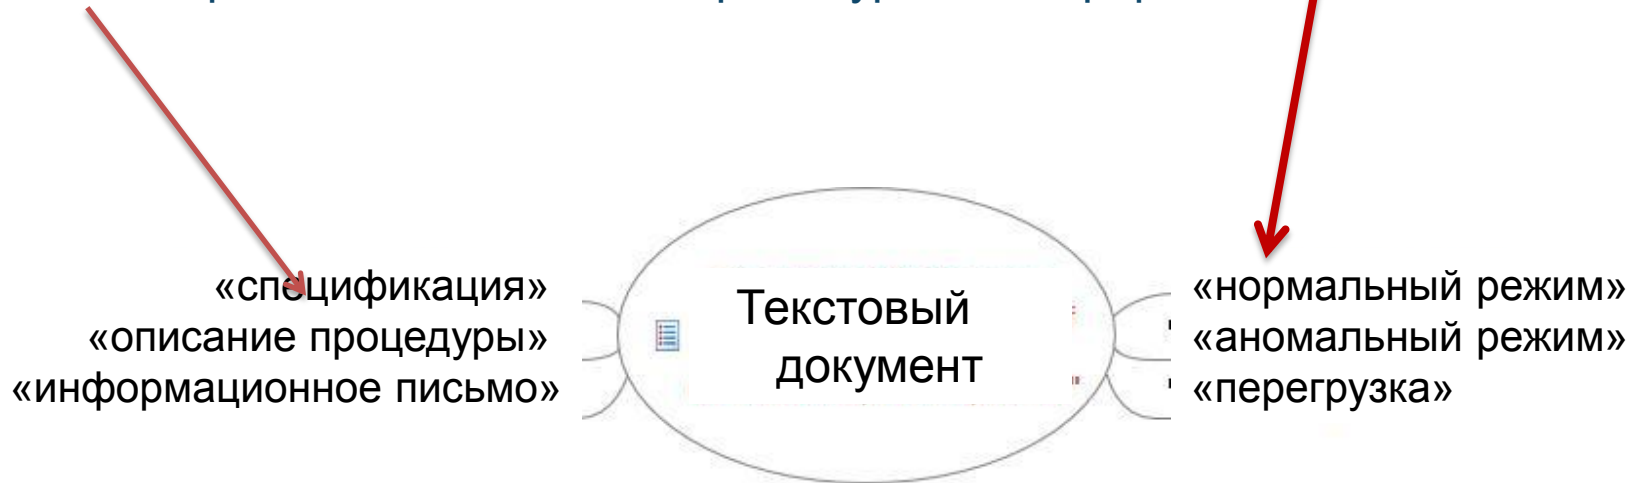 «спецификация»
«описание процедуры»
«информационное письмо»
Текстовый
документ
«нормальный режим»
«аномальный режим»
«перегрузка»